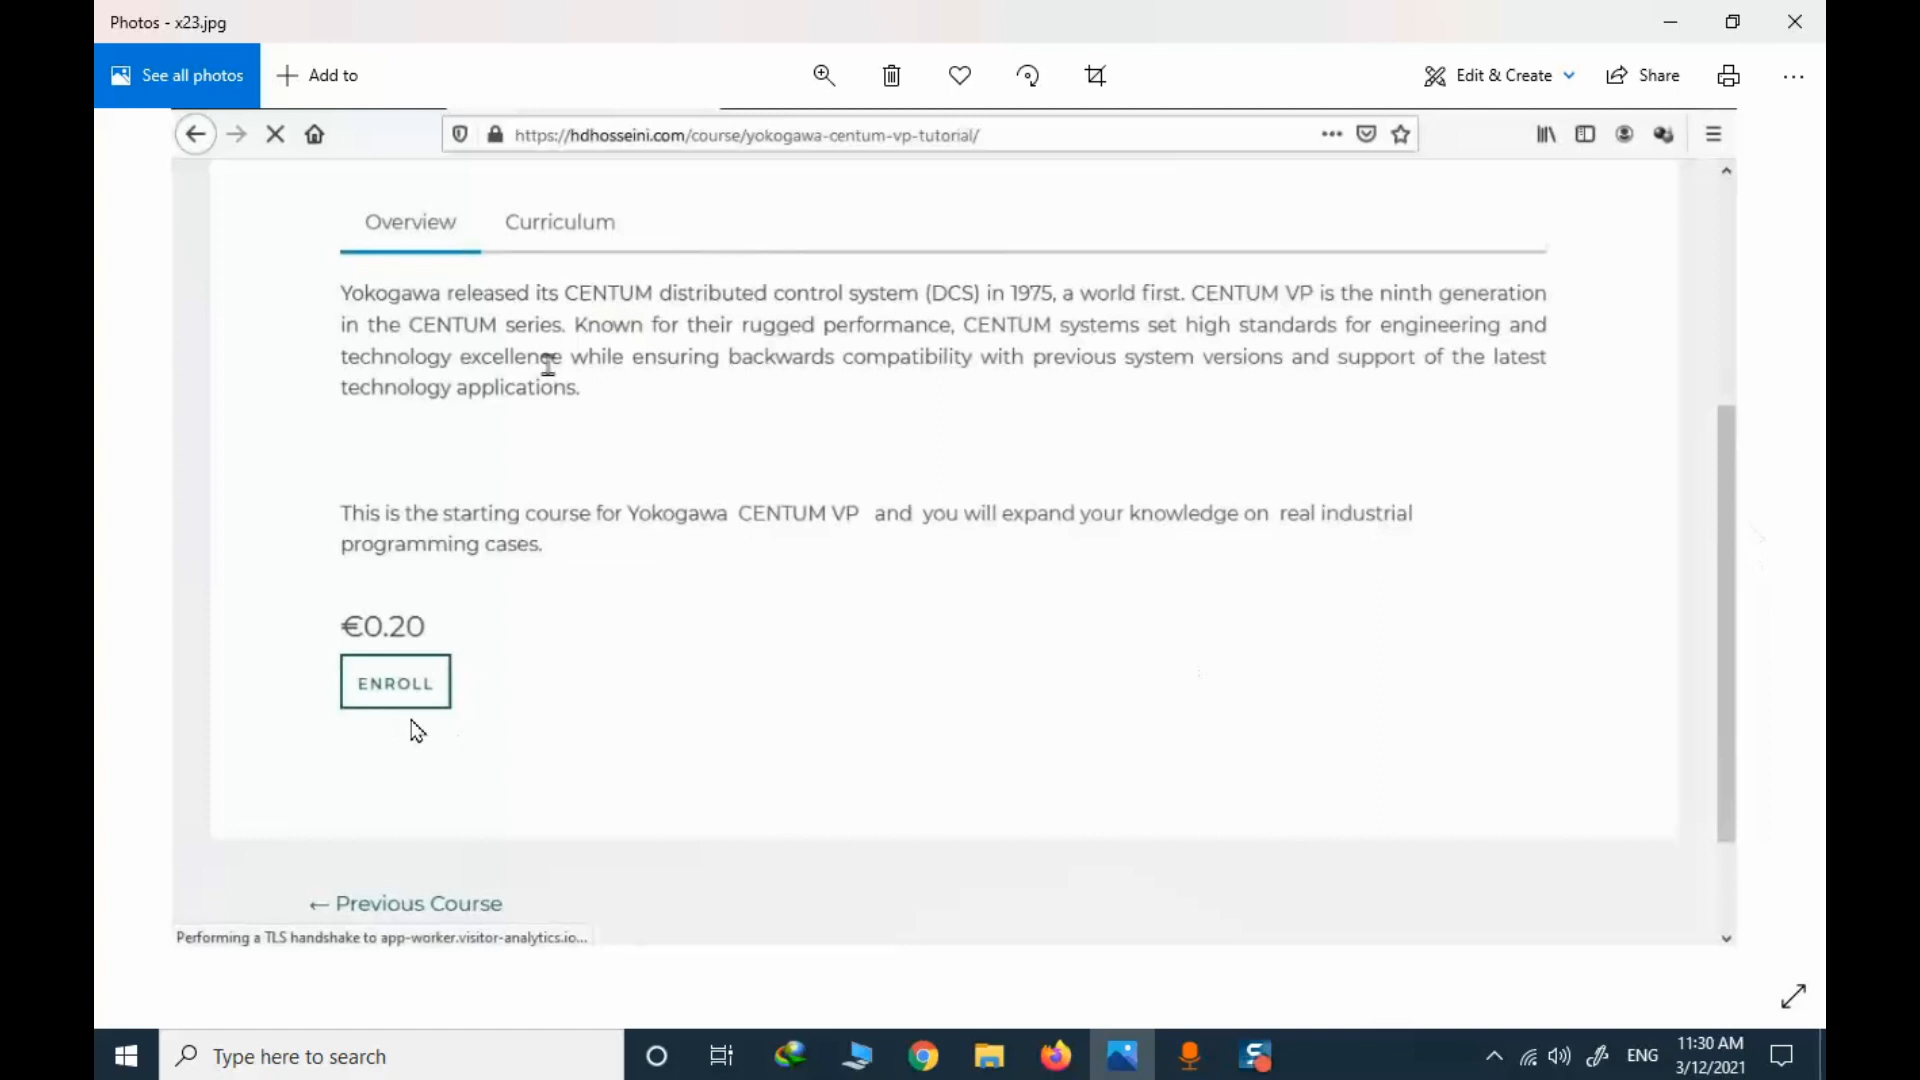 Photos - x23.jpg
See all photos
Add to
Edit & Create
Share
https://hdhosseini.com/course/yokogawa-centum-vp-tutorial/
Overview
Curriculum
Yokogawa released its CENTUM distributed control system (DCS) in 1975, a world first. CENTUM VP is the ninth generation
in the CENTUM series. Known for their rugged performance, CENTUM systems set high standards for engineering and
technology excellence while ensuring backwards compatibility with previous system versions and support of the latest
technology applications.
This is the starting course for Yokogawa CENTUM VP and you will expand your knowledge on real industrial
programming cases.
€0.20
ENROLL
← Previous Course
Performing a TLS handshake to app-worker.visitor-analytics.io...
Type here to search
ENG
11:30 AM
3/12/2021